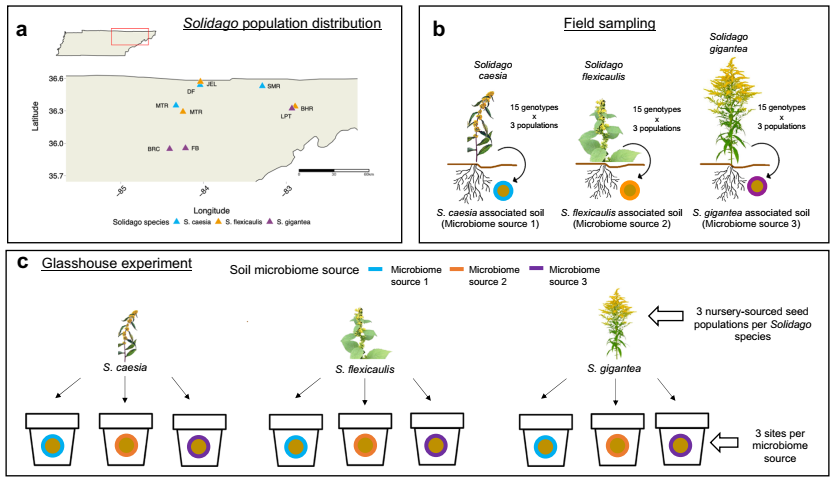 a
Solidago population distribution
36.6
36.3
36.0
35.7
Latitude
JEL
DF
SMR
MTR
MTR
BHR
LPT
BRC
FB
-85
-84
-83
Longitude
Solidago species S. caesia S. flexicaulis S. gigantea
b
Field sampling
Solidago
caesia
15 genotypes
x
3 populations
Solidago
flexicaulis
15 genotypes
x
3 populations
Solidago
gigantea
15 genotypes
x
3 populations
S. caesia associated soil
(Microbiome source 1)
S. flexicaulis associated soil
(Microbiome source 2)
S. gigantea associated soil
(Microbiome source 3)
c
Glasshouse experiment
Soil microbiome source
Microbiome
source 1
Microbiome
source 2
Microbiome
source 3
S. caesia
S. flexicaulis
S. gigantea
3 nursery-sourced seed
populations per Solidago
species
3 sites per
microbiome
source